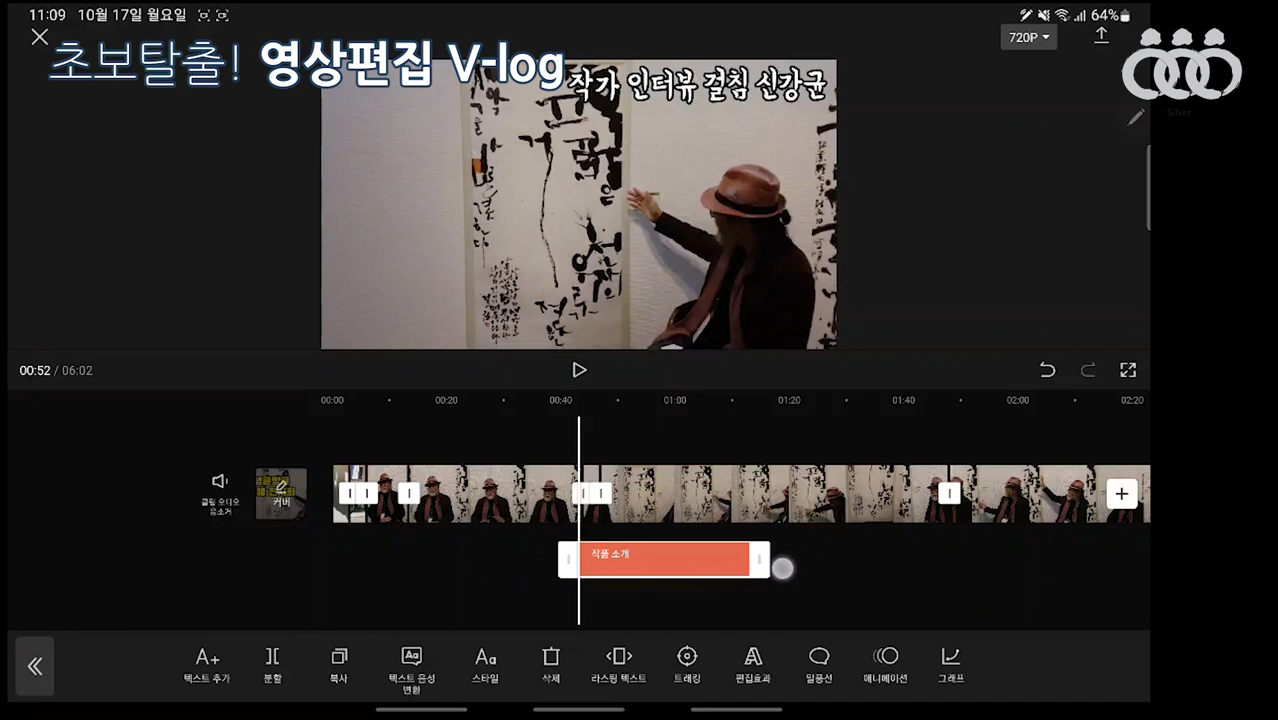 11:09 10월 17일 월요일
64%
720P
초보탈출! 영상편집 V-log
작가 인터뷰 걸침 신강균
Silver
00:52 / 06:02
00:00 00:20 00:40 01:00 01:20 01:40 02:00 02:20
클립 오디오
음소거
커버
작품 소개
텍스트 추가
분할
복사
텍스트 음성
변환
스타일
삭제
라스팅 텍스트
트래킹
편집효과
말풍선
애니메이션
그래프